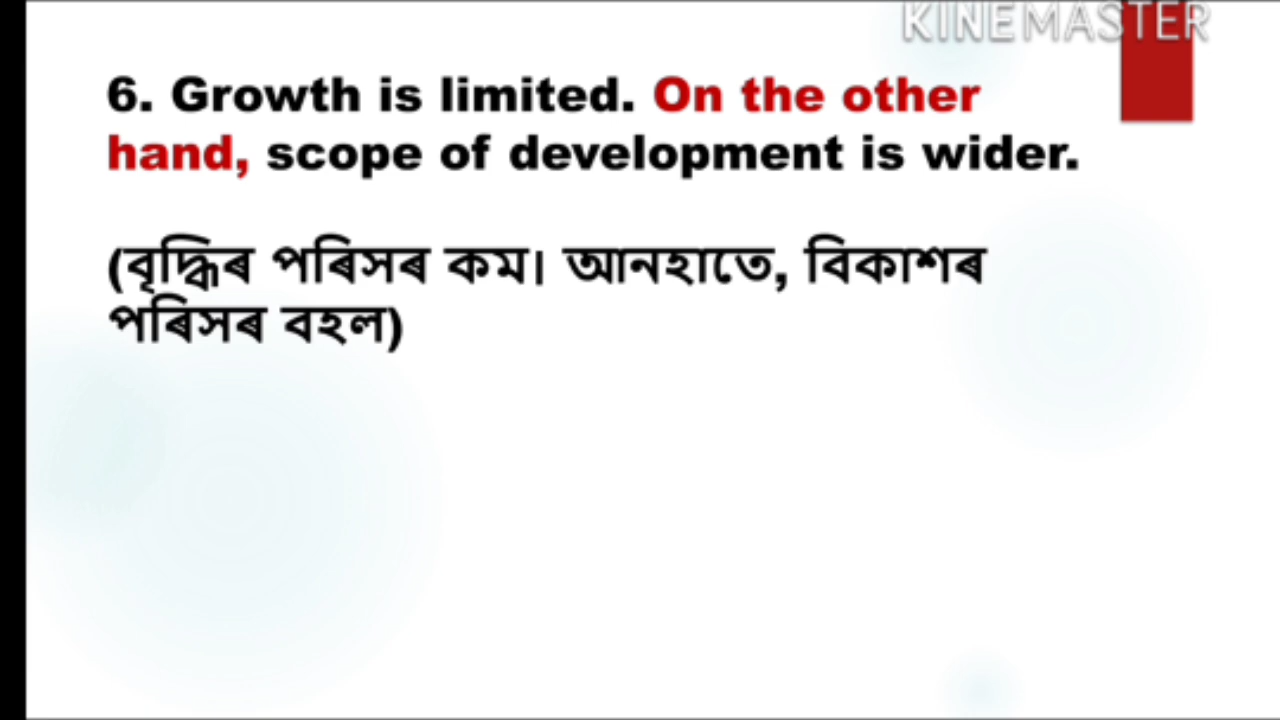 KINEMASTER
6. Growth is limited. On the other
hand, scope of development is wider.
(বৃদ্ধিৰ পৰিসৰ কম। আনহাতে, বিকাশৰ
পৰিসৰ বহল)